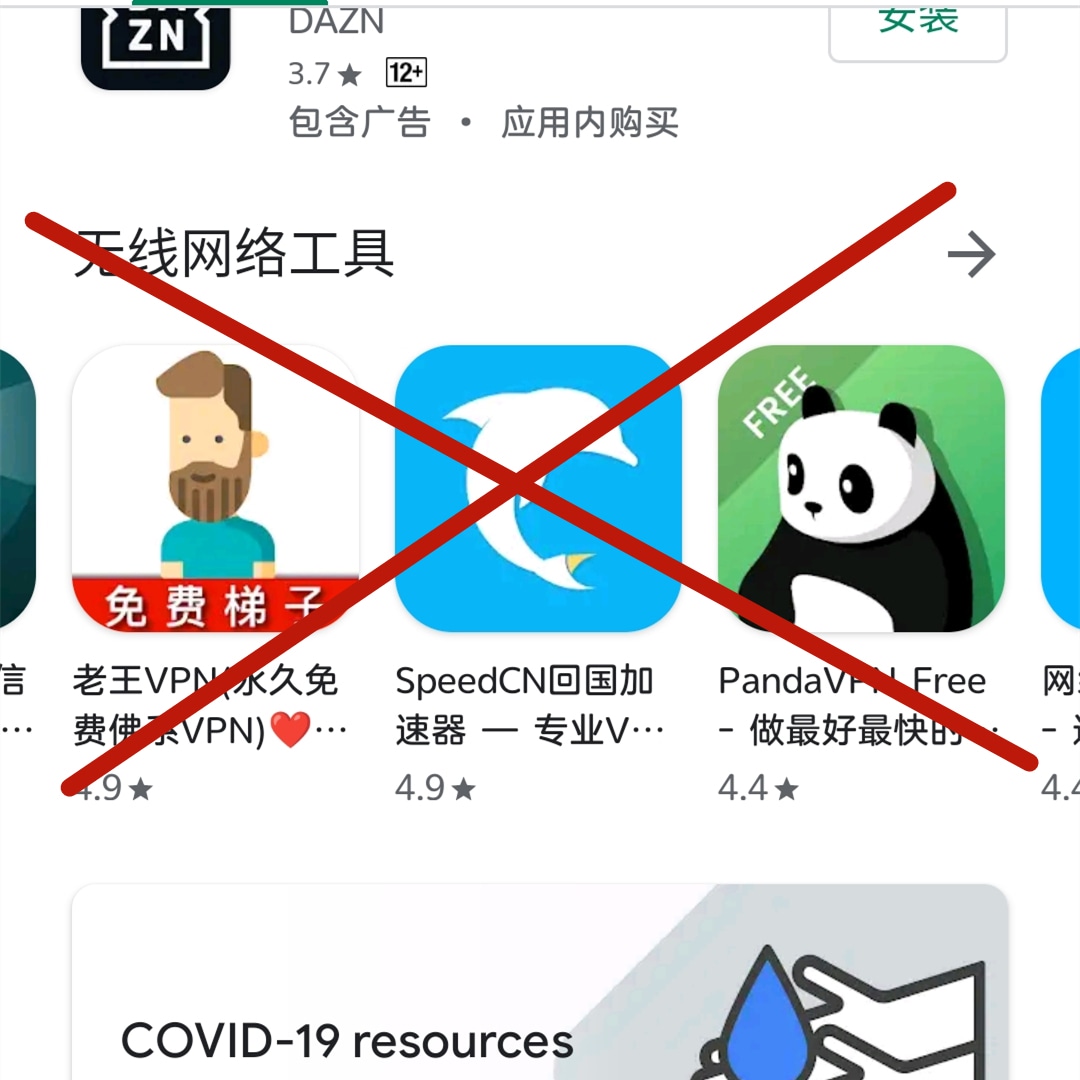 ZN
DAZN
安装
3.7★ 12+
包含广告 • 应用内购买
无线网络工具
免费梯子
FREE
信
老王VPN(永久免
费佛系VPN)❤️…
4.9★
SpeedCN回国加
速器 — 专业V…
4.9★
PandaVPN Free
- 做最好最快的…
4.4★
4.4
COVID-19 resources